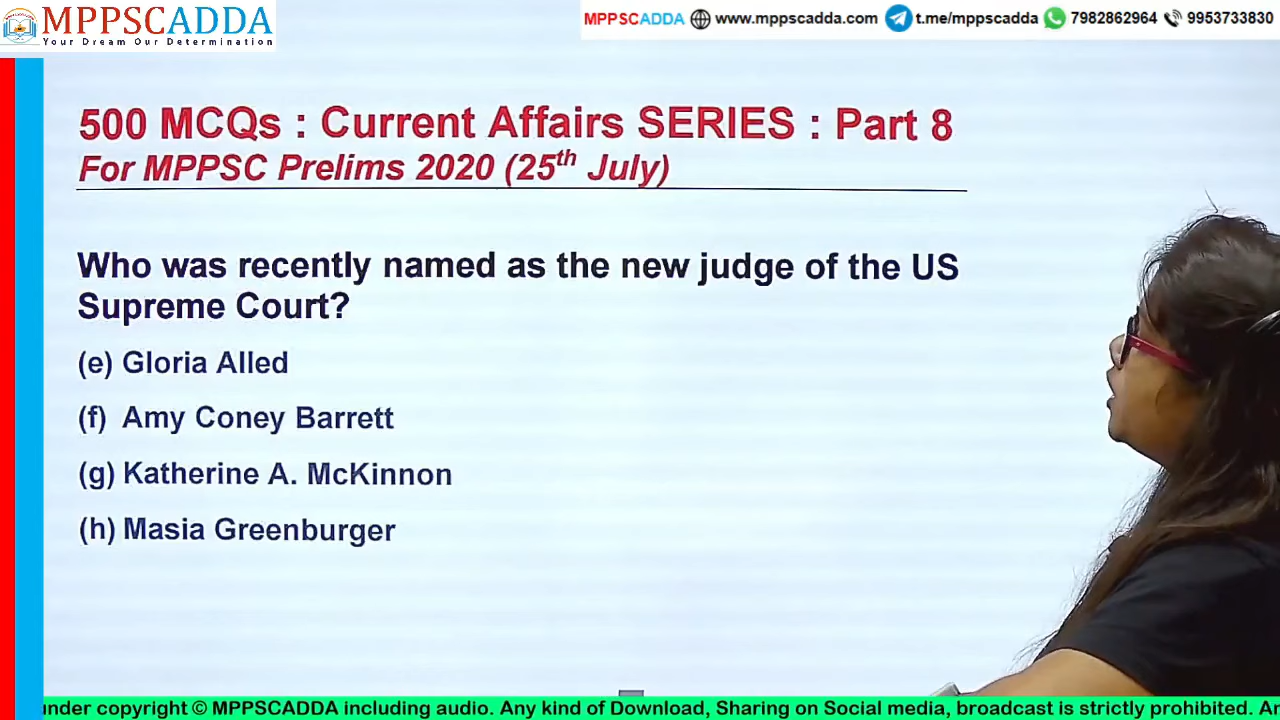 MPPSCADDA
Your Dream Our Determination
MPPSCADDA www.mppscadda.com t.me/mppscadda 7982862964 9953733830
500 MCQs : Current Affairs SERIES : Part 8
For MPPSC Prelims 2020 (25th July)
Who was recently named as the new judge of the US
Supreme Court?
(e) Gloria Alled
(f) Amy Coney Barrett
(g) Katherine A. McKinnon
(h) Masia Greenburger
under copyright © MPPSCADDA including audio. Any kind of Download, Sharing on Social media, broadcast is strictly prohibited. An